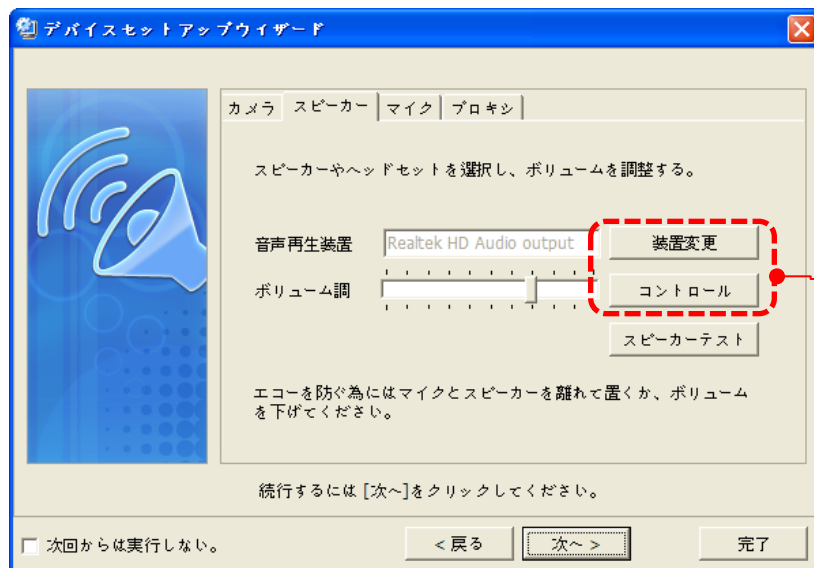 デバイスセットアップウィザード
カメラ スピーカー マイク プロキシ
スピーカーやヘッドセットを選択し、ボリュームを調整する。
音声再生装置 Realtek HD Audio output 装置変更
ボリューム調 コントロール
スピーカーテスト
エコーを防ぐ為にはマイクとスピーカーを離れて置くか、ボリューム
を下げてください。
続行するには [次へ]をクリックしてください。
次回からは実行しない。 < 戻る 次へ > 完了